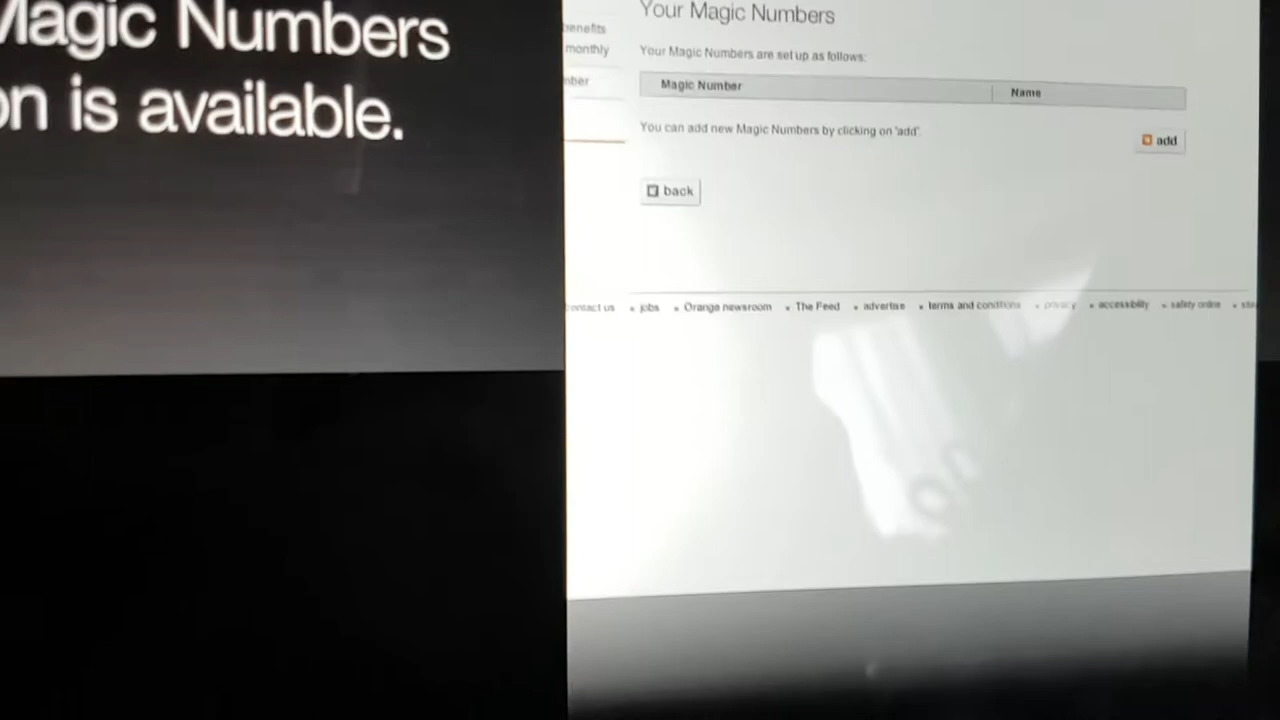 Magic Numbers
on is available.
benefits
monthly
Your Magic Numbers
Your Magic Numbers are set up as follows:
Magic Number Name
You can add new Magic Numbers by clicking on 'add'.
add
back
contact us jobs Orange newsroom The Feed advertise terms and conditions privacy accessibility safety online